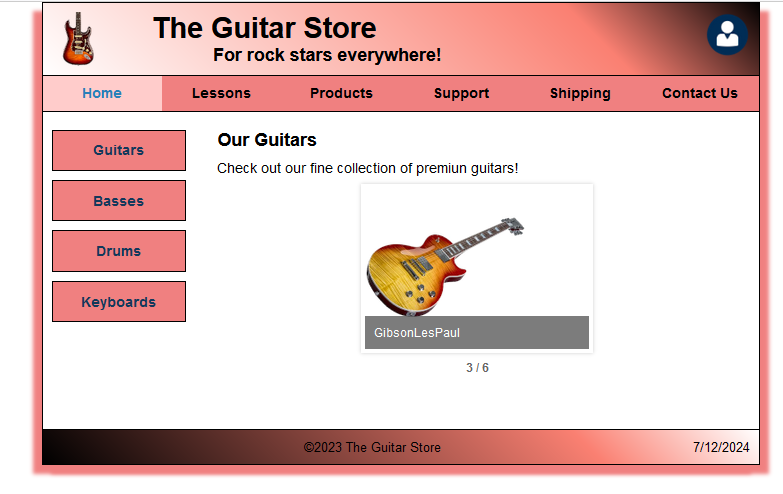 The Guitar Store
For rock stars everywhere!
Home Lessons Products Support Shipping Contact Us
Guitars
Basses
Drums
Keyboards
Our Guitars
Check out our fine collection of premiun guitars!
GibsonLesPaul
3 / 6
©2023 The Guitar Store 7/12/2024